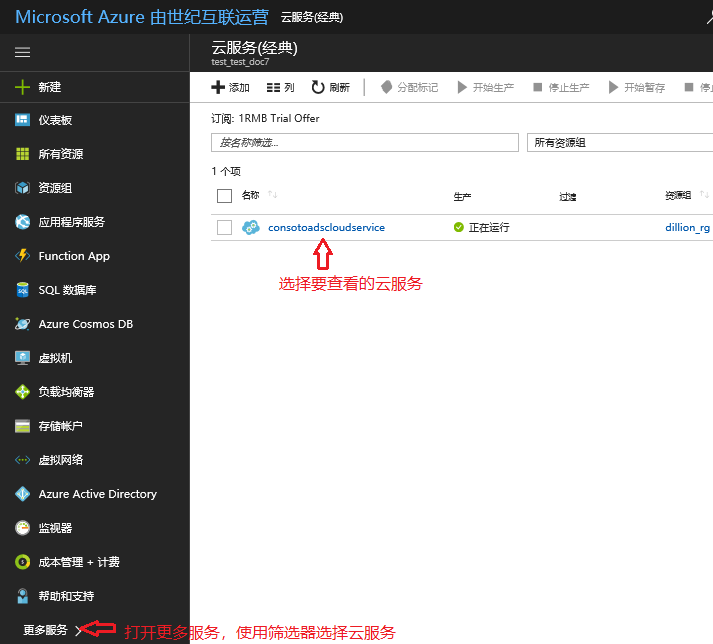 Microsoft Azure 由世纪互联运营 云服务(经典)
云服务(经典)
test_test_doc7
新建
添加 列 刷新 分配标记 开始生产 停止生产 开始暂存
仪表板
订阅: 1RMB Trial Offer
所有资源
按名称筛选... 所有资源组
1 个项
资源组
名称 生产 过渡 资源组
应用程序服务
consotoadscloudservice 正在运行 dillion_rg
Function App
选择要查看的云服务
SQL 数据库
Azure Cosmos DB
虚拟机
负载均衡器
存储帐户
虚拟网络
Azure Active Directory
监视器
成本管理 + 计费
帮助和支持
更多服务 打开更多服务，使用筛选器选择云服务